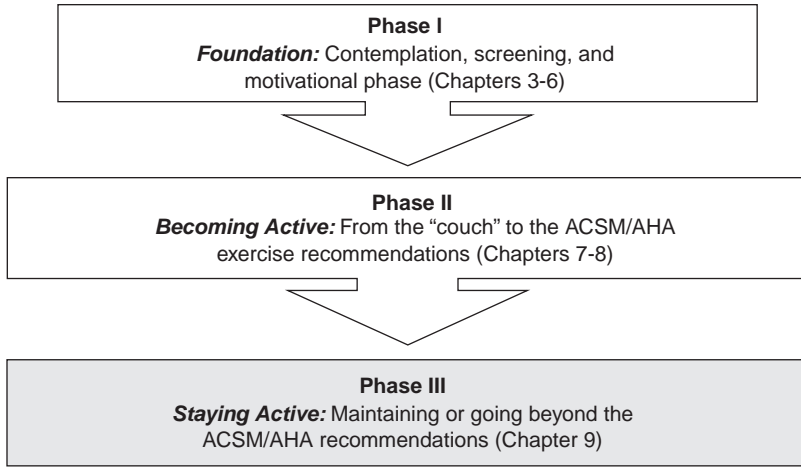 Phase I
Foundation: Contemplation, screening, and
motivational phase (Chapters 3-6)
Phase II
Becoming Active: From the “couch” to the ACSM/AHA
exercise recommendations (Chapters 7-8)
Phase III
Staying Active: Maintaining or going beyond the
ACSM/AHA recommendations (Chapter 9)